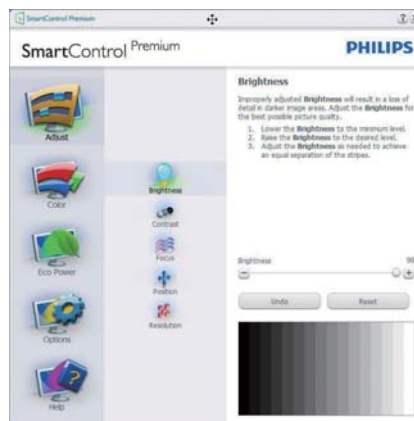 SmartControl Premium
SmartControl Premium
PHILIPS
Adjust
Color
Eco Power
Options
Help
Brightness
Contrast
Focus
Position
Resolution
Brightness
Improperly adjusted Brightness will result in a loss of
detail in darker image areas. Adjust the Brightness for
the best possible picture quality.
1. Lower the Brightness to the minimum level.
2. Raise the Brightness to the desired level.
3. Adjust the Brightness as needed to achieve
an equal separation of the stripes.
Brightness
Undo
Reset